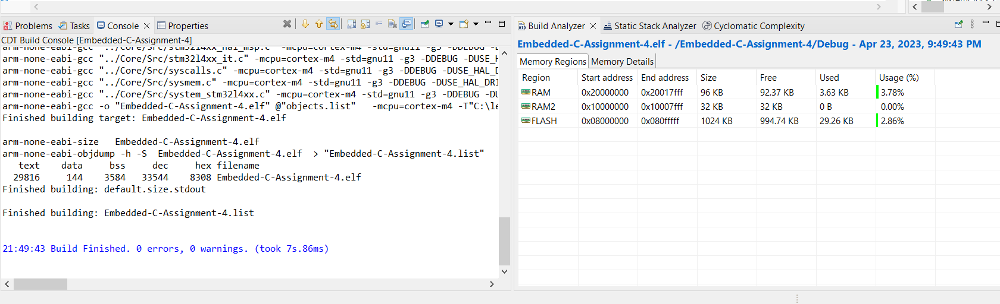 Problems Tasks Console Properties
CDT Build Console [Embedded-C-Assignment-4]
arm-none-eabi-gcc "../Core/Src/stm32l4xx_hal_msp.c" -mcpu=cortex-m4 -std=gnu11 -g3 -DDEBUG -D
arm-none-eabi-gcc "../Core/Src/stm32l4xx_it.c" -mcpu=cortex-m4 -std=gnu11 -g3 -DDEBUG -DUSE_H
arm-none-eabi-gcc "../Core/Src/syscalls.c" -mcpu=cortex-m4 -std=gnu11 -g3 -DDEBUG -DUSE_HAL_D
arm-none-eabi-gcc "../Core/Src/sysmem.c" -mcpu=cortex-m4 -std=gnu11 -g3 -DDEBUG -DUSE_HAL_DRI
arm-none-eabi-gcc "../Core/Src/system_stm32l4xx.c" -mcpu=cortex-m4 -std=gnu11 -g3 -DDEBUG -DU
arm-none-eabi-gcc -o "Embedded-C-Assignment-4.elf" @"objects.list" -mcpu=cortex-m4 -T"C:\le
Finished building target: Embedded-C-Assignment-4.elf
arm-none-eabi-size Embedded-C-Assignment-4.elf
arm-none-eabi-objdump -h -S Embedded-C-Assignment-4.elf > "Embedded-C-Assignment-4.list"
text data bss dec hex filename
29816 144 3584 33544 8308 Embedded-C-Assignment-4.elf
Finished building: default.size.stdout
Finished building: Embedded-C-Assignment-4.list
21:49:43 Build Finished. 0 errors, 0 warnings. (took 7s.86ms)
Build Analyzer Static Stack Analyzer Cyclomatic Complexity
Embedded-C-Assignment-4.elf - /Embedded-C-Assignment-4/Debug - Apr 23, 2023, 9:49:43 PM
Memory Regions Memory Details
Region Start address End address Size Free Used Usage (%)
RAM 0x20000000 0x20017fff 96 KB 92.37 KB 3.63 KB 3.78%
RAM2 0x10000000 0x10007fff 32 KB 32 KB 0 B 0.00%
FLASH 0x08000000 0x080fffff 1024 KB 994.74 KB 29.26 KB 2.86%